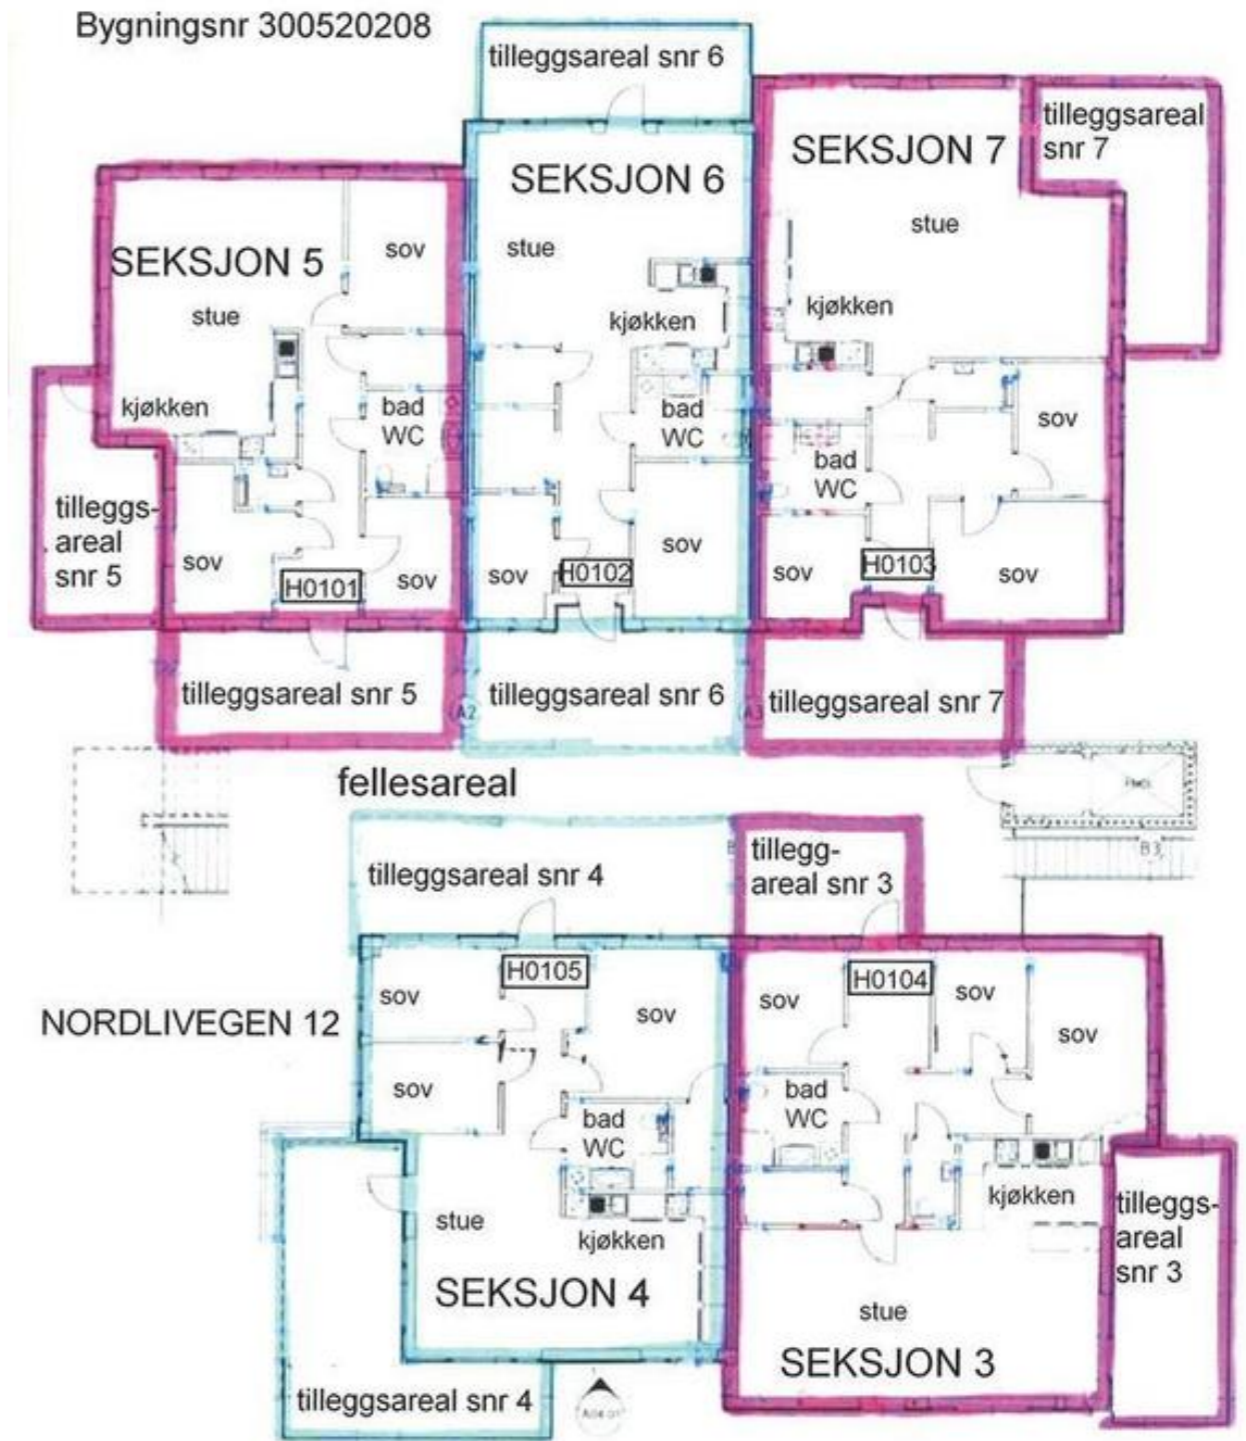 Bygningsnr 300520208
tilleggsareal snr 6
tilleggsareal
snr 7
SEKSJON 7
SEKSJON 6
stue
sov
stue
SEKSJON 5
stue
kjøkken
kjøkken
kjøkken
bad
WC
bad
WC
sov
bad
WC
tilleggs-
areal
snr 5
sov
sov
H0101
sov
H0102
sov
sov
H0103
sov
tilleggsareal snr 5
A2
tilleggsareal snr 6
A3
tilleggsareal snr 7
fellesareal
B3
tilleggsareal snr 4
tillegg-
areal snr 3
H0105
H0104
sov
sov
sov
sov
sov
NORDLIVEGEN 12
sov
bad
WC
bad
WC
kjøkken
tilleggs-
areal
snr 3
stue
kjøkken
SEKSJON 4
stue
SEKSJON 3
tilleggsareal snr 4